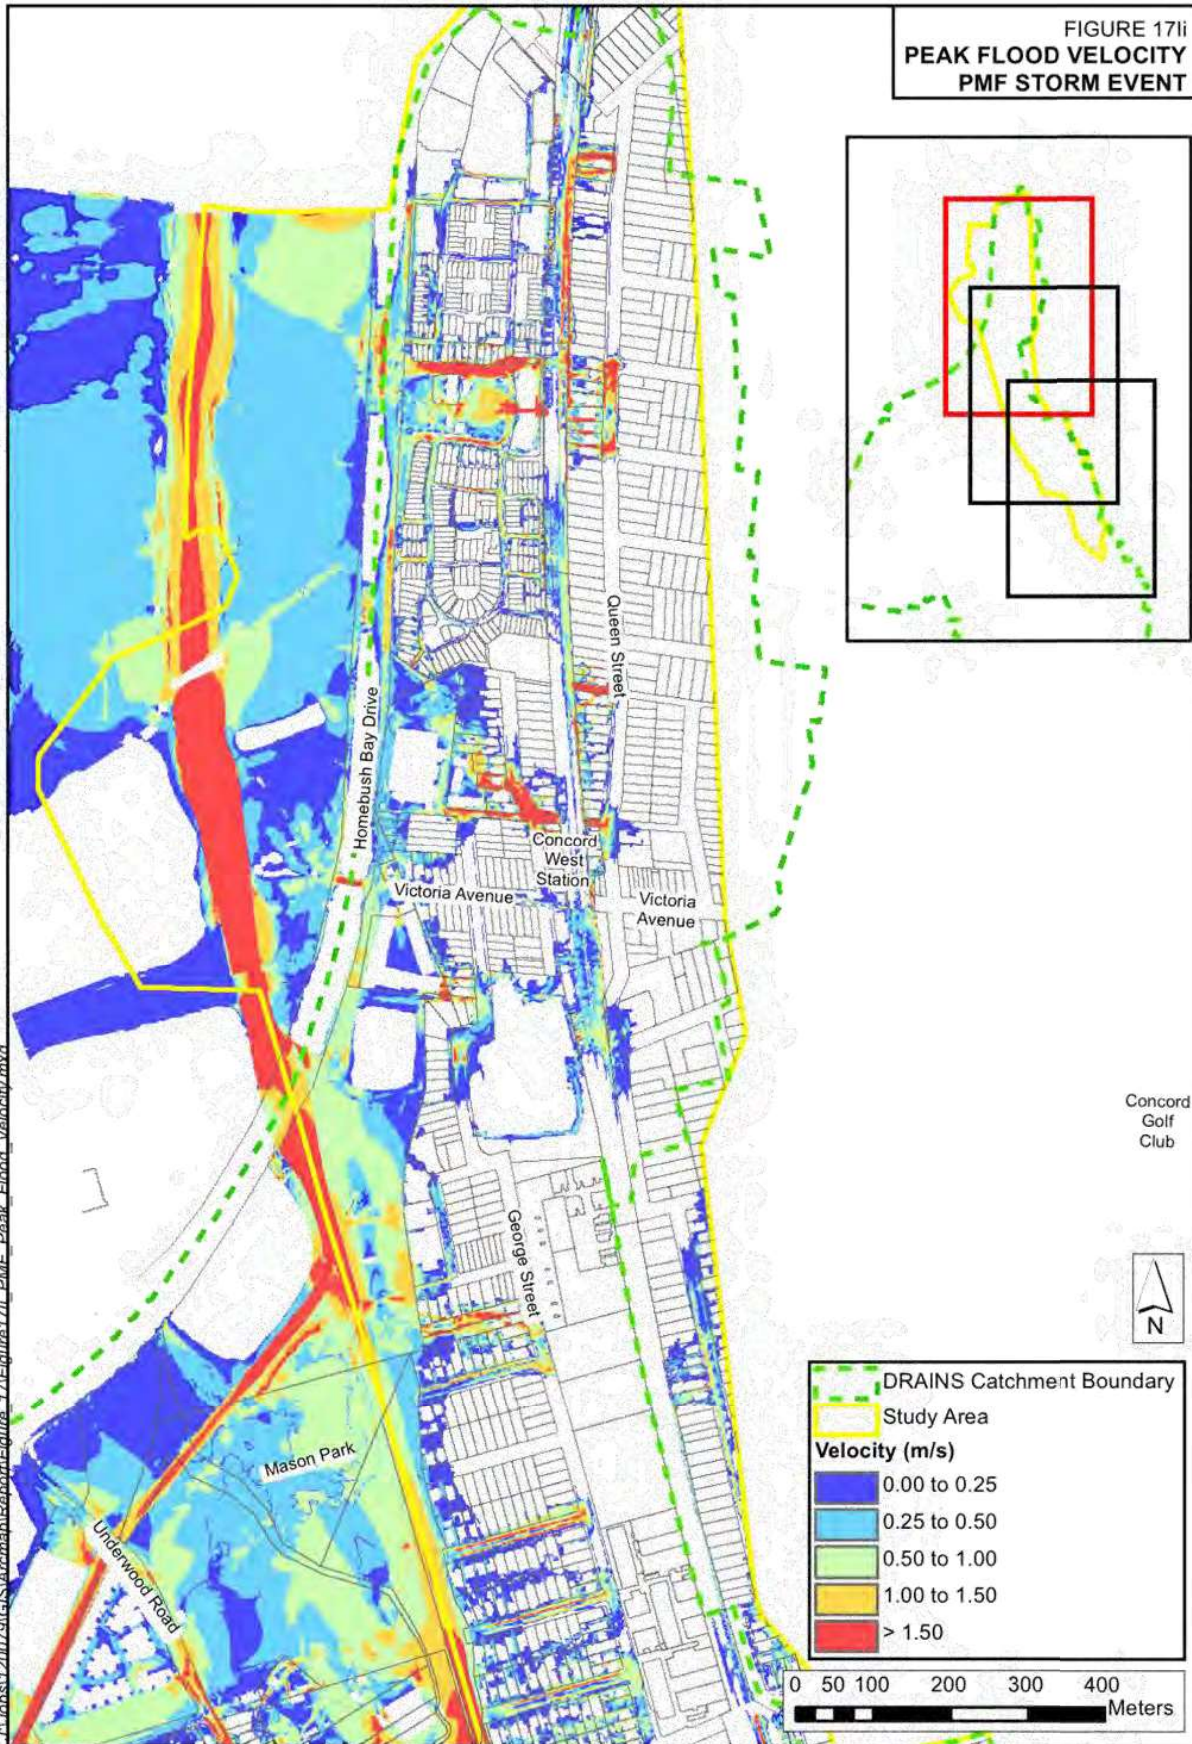 FIGURE 17Ii
PEAK FLOOD VELOCITY
PMF STORM EVENT
Queen Street
Homebush Bay Drive
Concord
West
Station
Victoria Avenue
Victoria
Avenue
Concord
Golf
Club
George Street
Mason Park
Underwood Road
N
DRAINS Catchment Boundary
Study Area
Velocity (m/s)
0.00 to 0.25
0.25 to 0.50
0.50 to 1.00
1.00 to 1.50
> 1.50
0 50 100 200 300 400
Meters